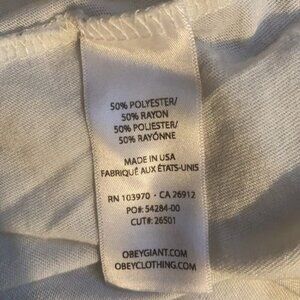 50% POLYESTER/
50% RAYON
50% POLIESTER/
50% RAYÓNNE
MADE IN USA
FABRIQUÉ AUX ÉTATS-UNIS
RN 103970 · CA 26912
PO#: 54284-00
CUT#: 26501
OBEYGIANT.COM
OBEYCLOTHING.COM